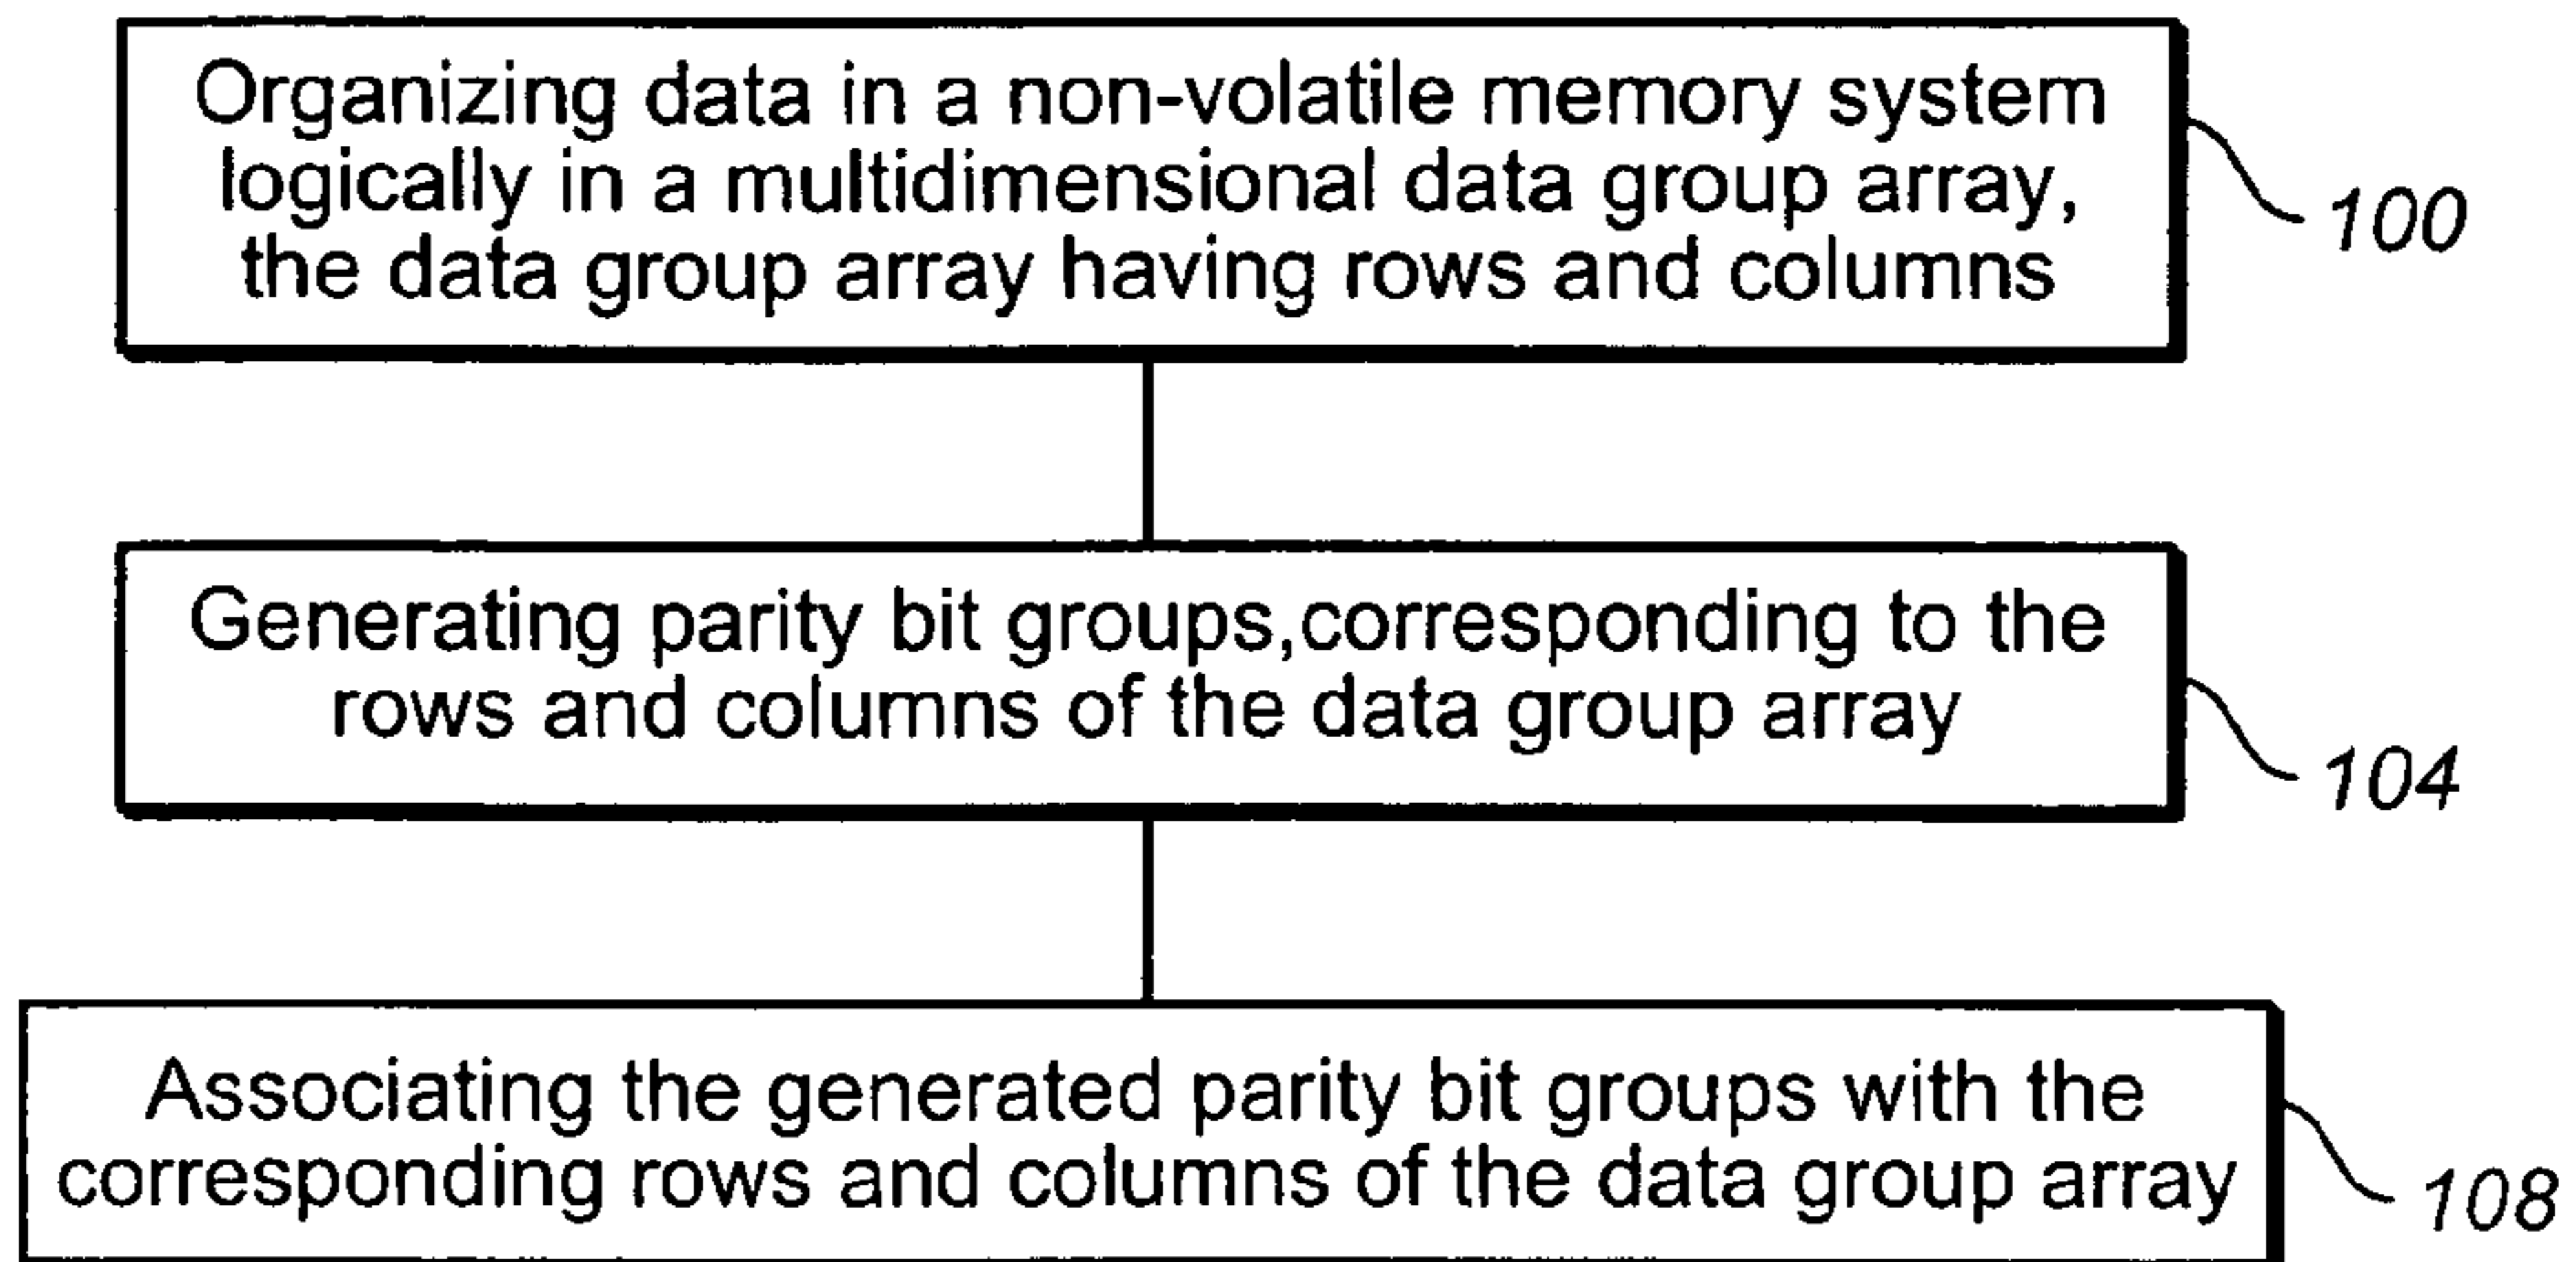 Organizing data in a non-volatile memory system
logically in a multidimensional data group array,
the data group array having rows and columns
100
Generating parity bit groups,corresponding to the
rows and columns of the data group array
104
Associating the generated parity bit groups with the
corresponding rows and columns of the data group array
108